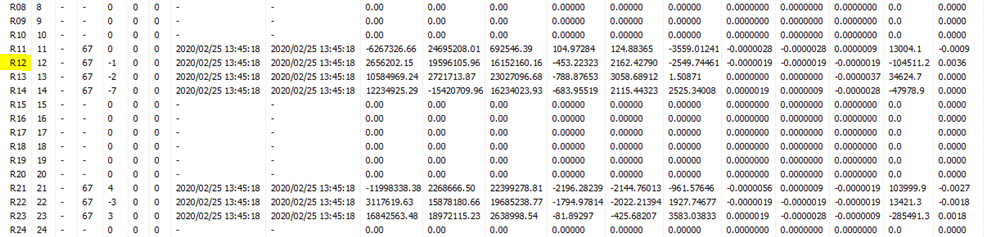 R08 8 - - 0 0 0 - - 0.00 0.00 0.00 0.00000 0.00000 0.00000 0.0000000 0.0000000 0.0000000 0.0 0.0000
R09 9 - - 0 0 0 - - 0.00 0.00 0.00 0.00000 0.00000 0.00000 0.0000000 0.0000000 0.0000000 0.0 0.0000
R10 10 - - 0 0 0 - - 0.00 0.00 0.00 0.00000 0.00000 0.00000 0.0000000 0.0000000 0.0000000 0.0 0.0000
R11 11 - 67 0 0 0 2020/02/25 13:45:18 2020/02/25 13:45:18 -6267326.66 24695208.01 692546.39 104.97284 124.88365 -3559.01241 -0.0000028 -0.0000028 -0.0000009 13004.1 -0.0009
R12 12 - 67 -1 0 0 2020/02/25 13:45:18 2020/02/25 13:45:18 2656202.15 19596105.96 16152160.16 -453.22323 2162.42790 -2549.74461 -0.0000019 -0.0000019 -0.0000019 -104511.2 0.0036
R13 13 - 67 -2 0 0 2020/02/25 13:45:18 2020/02/25 13:45:18 10584969.24 2721713.87 23027096.68 -788.87653 3058.68912 1.50871 -0.0000000 -0.0000000 -0.0000037 34624.7 0.0000
R14 14 - 67 -7 0 0 2020/02/25 13:45:18 2020/02/25 13:45:18 12234925.29 -15420709.96 16234023.93 -683.95519 2115.44323 2525.34008 0.0000019 0.0000009 -0.0000028 -47978.9 0.0000
R15 15 - - 0 0 0 - - 0.00 0.00 0.00 0.00000 0.00000 0.00000 0.0000000 0.0000000 0.0000000 0.0 0.0000
R16 16 - - 0 0 0 - - 0.00 0.00 0.00 0.00000 0.00000 0.00000 0.0000000 0.0000000 0.0000000 0.0 0.0000
R17 17 - - 0 0 0 - - 0.00 0.00 0.00 0.00000 0.00000 0.00000 0.0000000 0.0000000 0.0000000 0.0 0.0000
R18 18 - - 0 0 0 - - 0.00 0.00 0.00 0.00000 0.00000 0.00000 0.0000000 0.0000000 0.0000000 0.0 0.0000
R19 19 - - 0 0 0 - - 0.00 0.00 0.00 0.00000 0.00000 0.00000 0.0000000 0.0000000 0.0000000 0.0 0.0000
R20 20 - - 0 0 0 - - 0.00 0.00 0.00 0.00000 0.00000 0.00000 0.0000000 0.0000000 0.0000000 0.0 0.0000
R21 21 - 67 4 0 0 2020/02/25 13:45:18 2020/02/25 13:45:18 -11998338.38 2268666.50 22399278.81 -2196.28239 -2144.76013 -961.57646 -0.0000056 0.0000009 -0.0000019 103999.9 -0.0027
R22 22 - 67 -3 0 0 2020/02/25 13:45:18 2020/02/25 13:45:18 3117619.63 15878180.66 19685238.77 -1794.97814 -2022.21394 1927.74677 -0.0000019 -0.0000000 -0.0000019 13421.3 -0.0018
R23 23 - 67 3 0 0 2020/02/25 13:45:18 2020/02/25 13:45:18 16842563.48 18972215.23 2638998.54 -81.89297 -425.68207 3583.03833 0.0000019 -0.0000028 -0.0000009 -285491.3 0.0018
R24 24 - - 0 0 0 - - 0.00 0.00 0.00 0.00000 0.00000 0.00000 0.0000000 0.0000000 0.0000000 0.0 0.0000